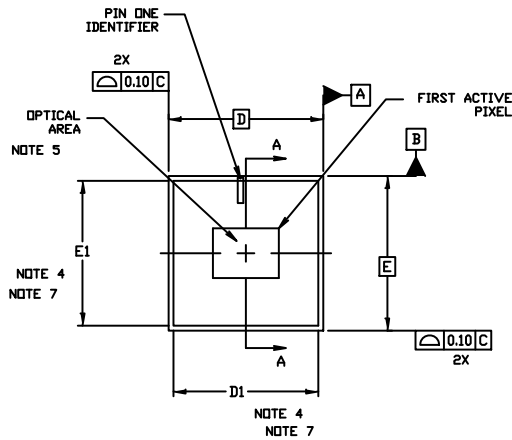 PIN ONE
IDENTIFIER
2X
⌓ 0.10 C
D
A
FIRST ACTIVE
PIXEL
OPTICAL
AREA
NOTE 5
A
B
E1
E
NOTE 4
NOTE 7
⌓ 0.10 C
2X
A
D1
NOTE 4
NOTE 7